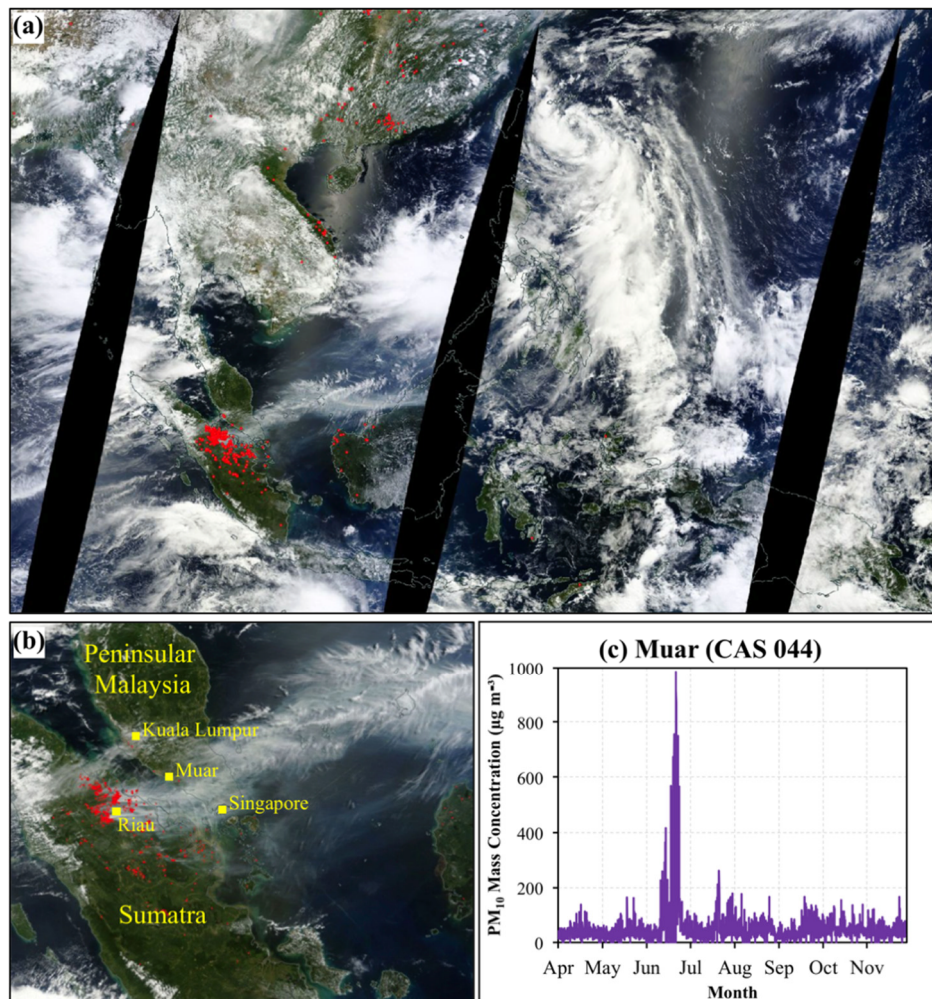 (a)
(b)
Peninsular
Malaysia
Kuala Lumpur
Muar
Singapore
Riau
Sumatra
(c) Muar (CAS 044)
PM₁₀ Mass Concentration (µg m⁻³)
1000
800
600
400
200
0
Apr May Jun Jul Aug Sep Oct Nov
Month